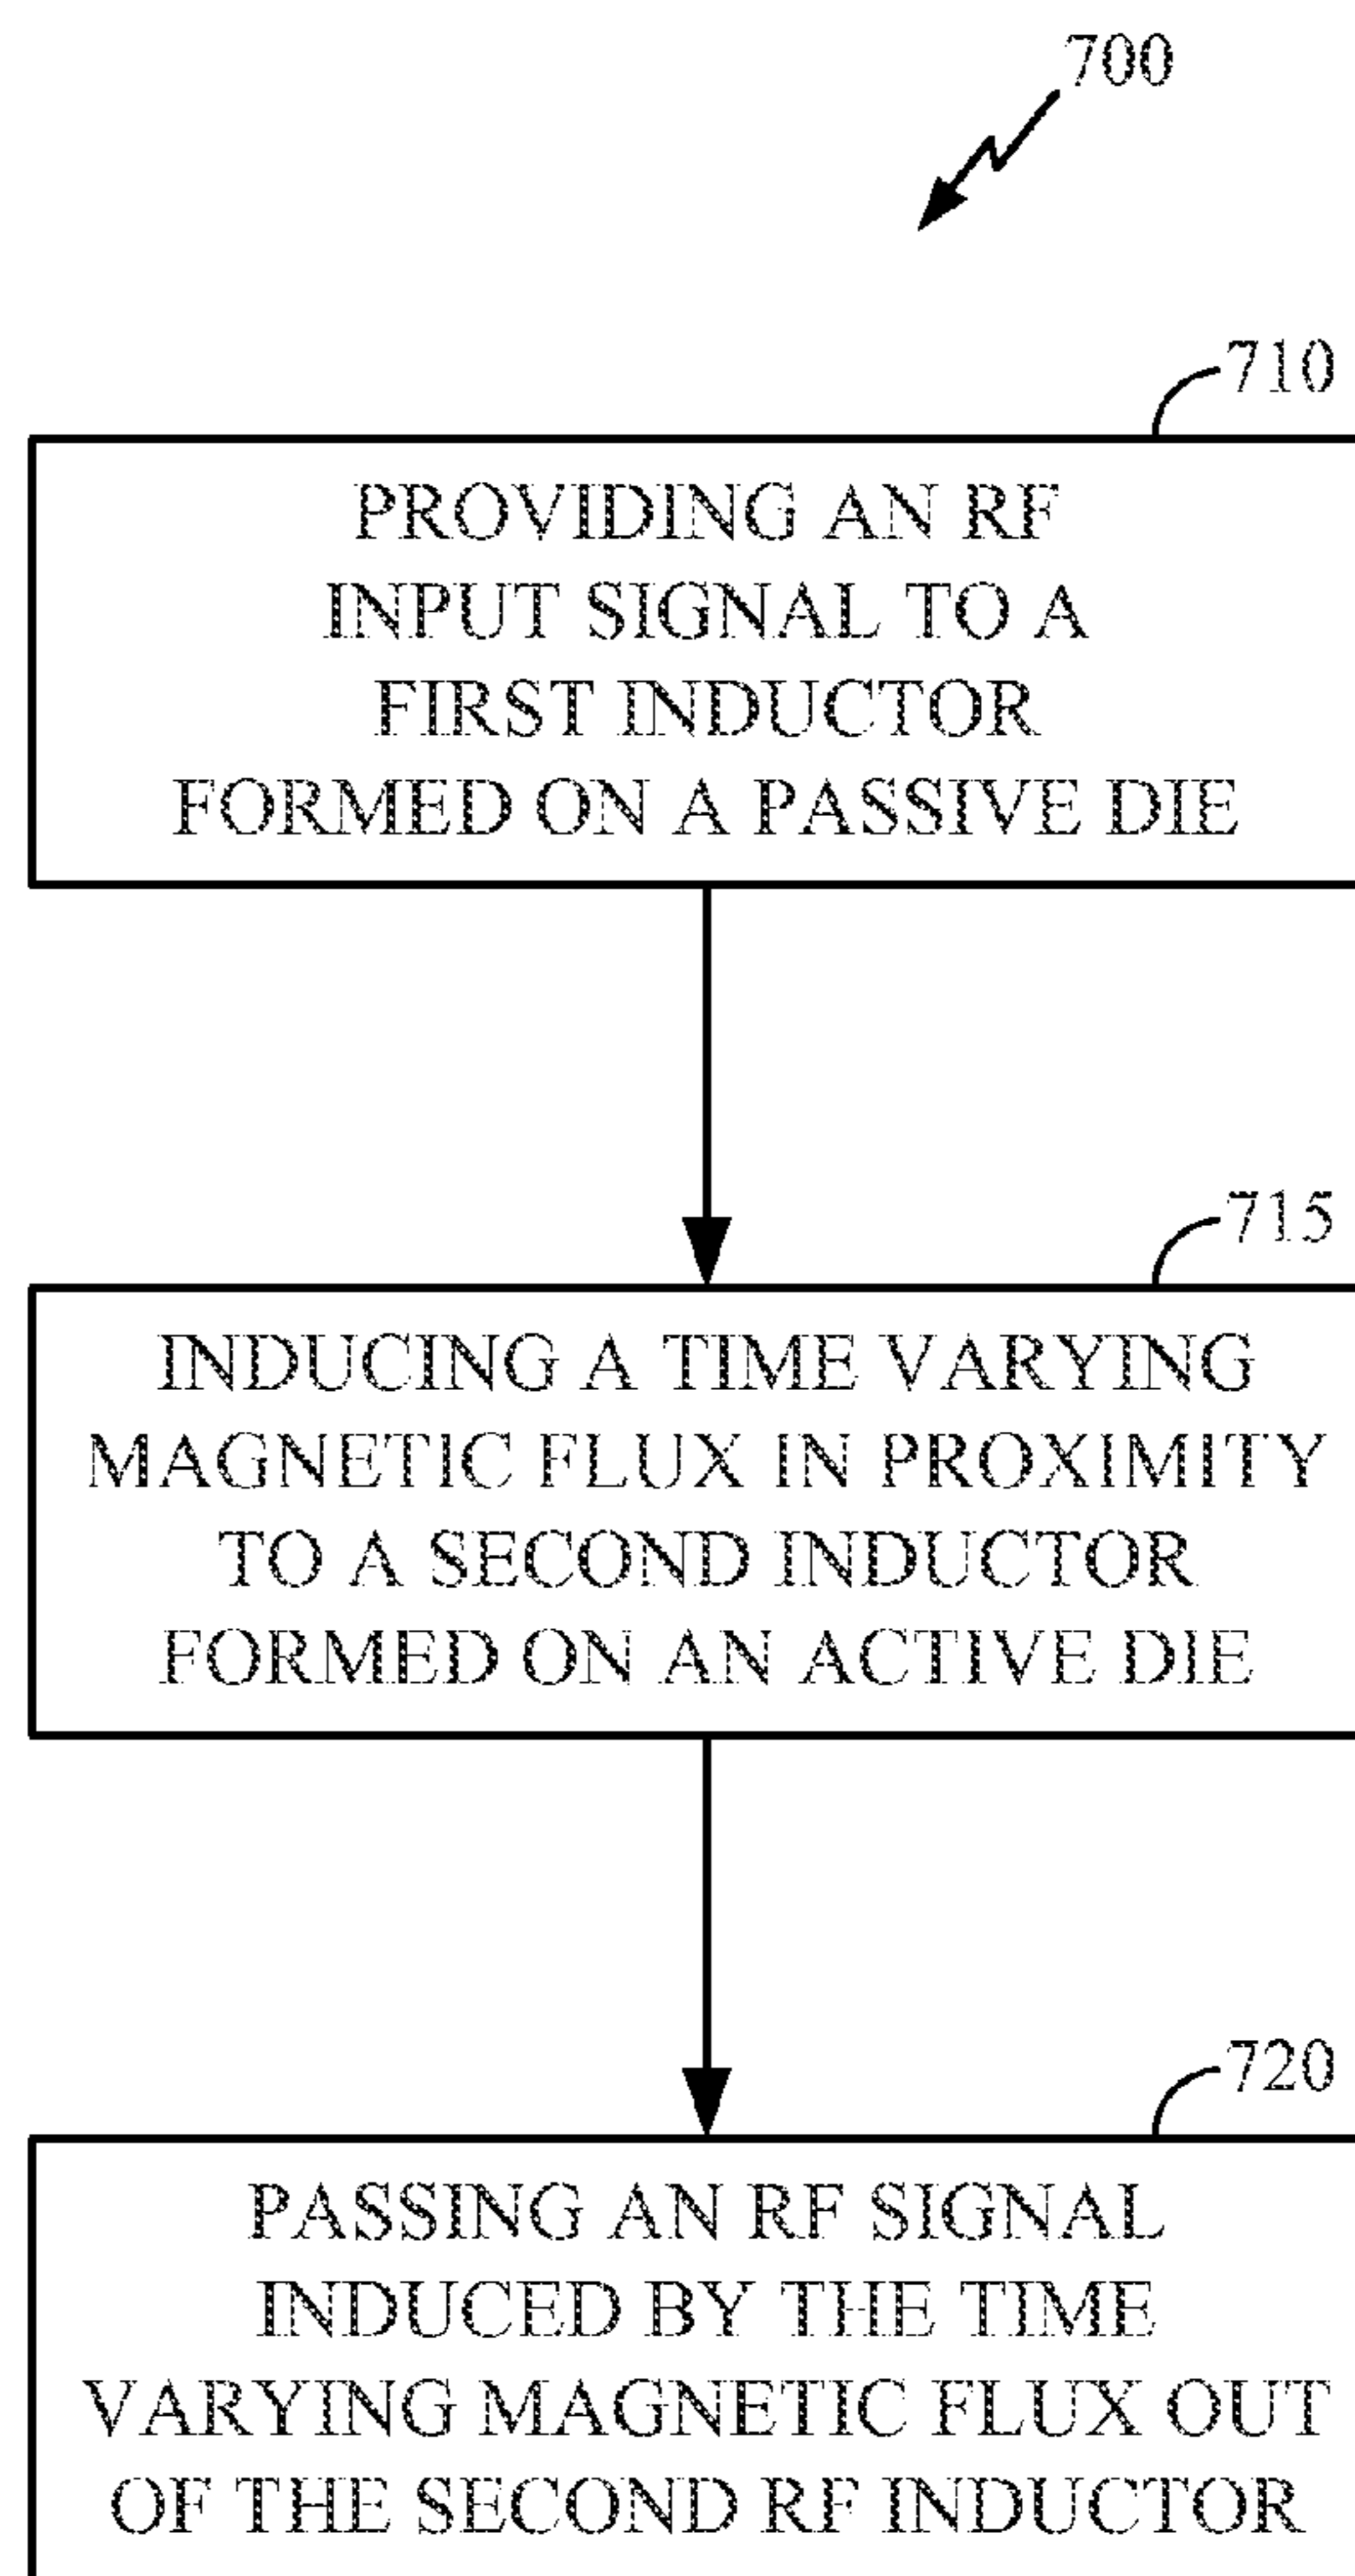 700
710
PROVIDING AN RF
INPUT SIGNAL TO A
FIRST INDUCTOR
FORMED ON A PASSIVE DIE
715
INDUCING A TIME VARYING
MAGNETIC FLUX IN PROXIMITY
TO A SECOND INDUCTOR
FORMED ON AN ACTIVE DIE
720
PASSING AN RF SIGNAL
INDUCED BY THE TIME
VARYING MAGNETIC FLUX OUT
OF THE SECOND RF INDUCTOR